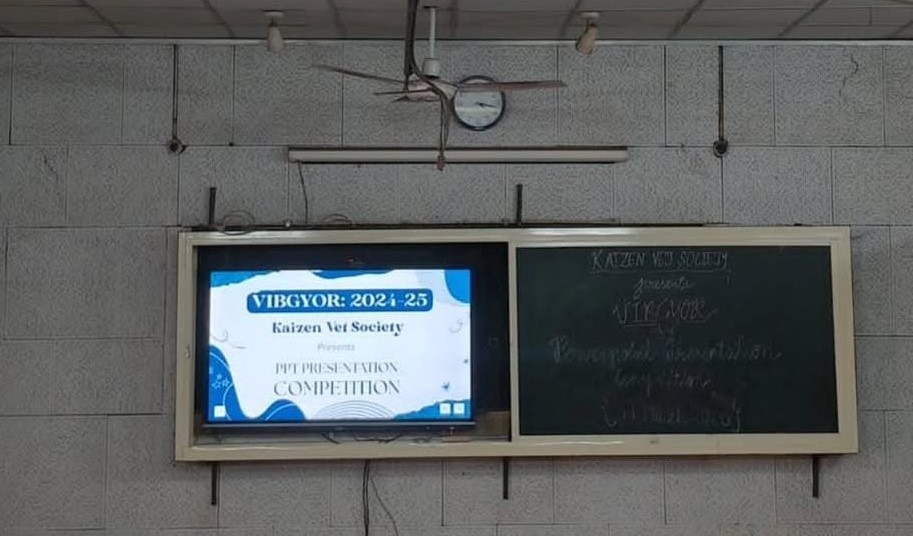 VIBGYOR: 2024-25
Kaizen Vet Society
Presents
PPT PRESENTATION
COMPETITION
KAIZEN VET SOCIETY
presents
VIBGYOR
Powerpoint Presentation
Competition